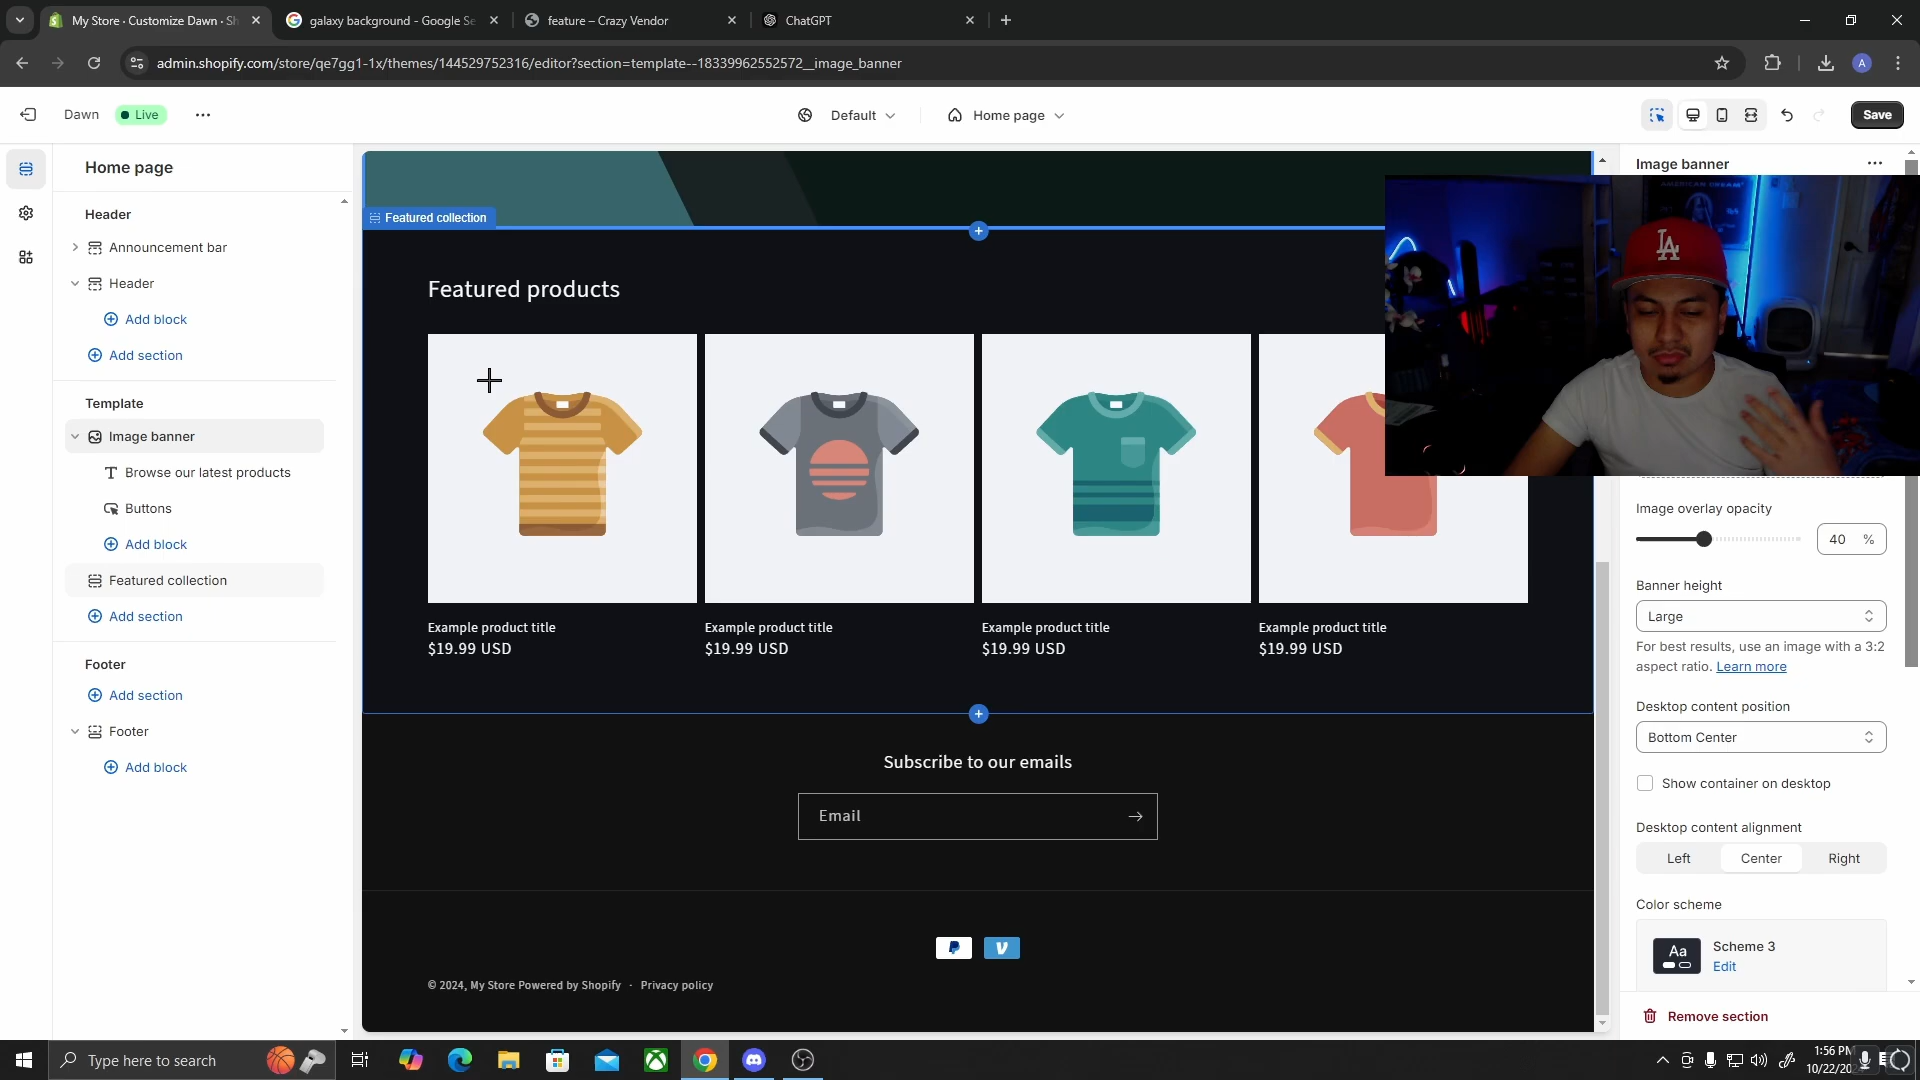 My Store · Customize Dawn · Sh
galaxy background - Google Se
feature – Crazy Vendor
ChatGPT
admin.shopify.com/store/qe7gg1-1x/themes/144529752316/editor?section=template--18339962552572__image_banner
A
Dawn
Live
Default
Home page
Save
Home page
Header
Announcement bar
Header
Add block
Add section
Template
Image banner
Browse our latest products
Buttons
Add block
Featured collection
Add section
Footer
Add section
Footer
Add block
Featured collection
Featured products
Example product title
$19.99 USD
Example product title
$19.99 USD
Example product title
$19.99 USD
Example product title
$19.99 USD
Subscribe to our emails
Email
© 2024, My Store Powered by Shopify · Privacy policy
Image banner
AMERICAN DREAM
LA
Image overlay opacity
40 %
Banner height
Large
For best results, use an image with a 3:2
aspect ratio. Learn more
Desktop content position
Bottom Center
Show container on desktop
Desktop content alignment
Left
Center
Right
Color scheme
Aa
Scheme 3
Edit
Remove section
Type here to search
1:56 PM